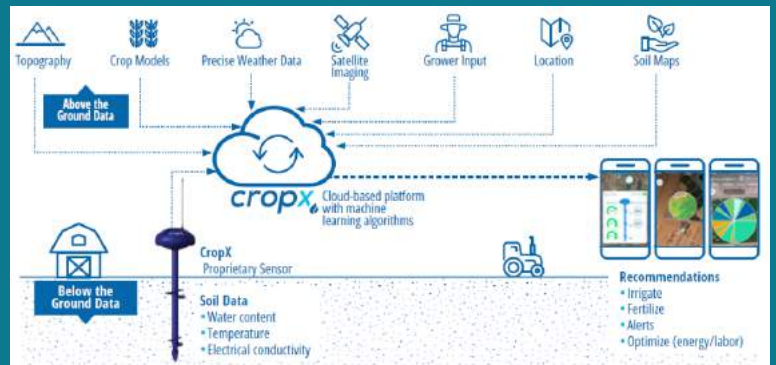 Topography
Crop Models
Precise Weather Data
Satellite
Imaging
Grower Input
Location
Soil Maps
Above the
Ground Data
cropx
Cloud-based platform
with machine
learning algorithms
CropX
Proprietary Sensor
Below the
Ground Data
Soil Data
• Water content
• Temperature
• Electrical conductivity
Recommendations
• Irrigate
• Fertilize
• Alerts
• Optimize (energy/labor)